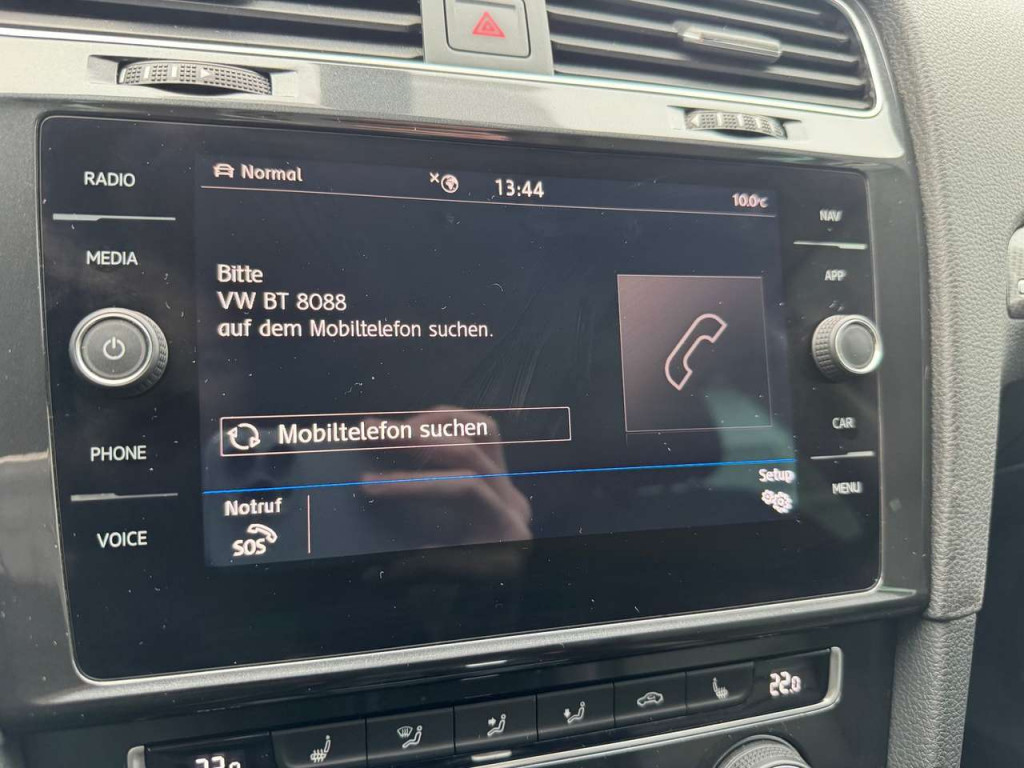 RADIO
MEDIA
PHONE
VOICE
Normal
13:44
10.0°C
Bitte
VW BT 8088
auf dem Mobiltelefon suchen.
Mobiltelefon suchen
Notruf
SOS
Setup
NAV
APP
CAR
MENU
22.0